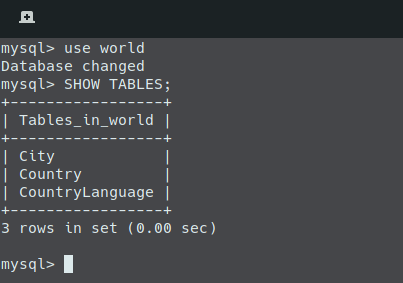 mysql> use world
Database changed
mysql> SHOW TABLES;
+-----------------+
| Tables_in_world |
+-----------------+
| City            |
| Country         |
| CountryLanguage |
+-----------------+
3 rows in set (0.00 sec)
mysql>